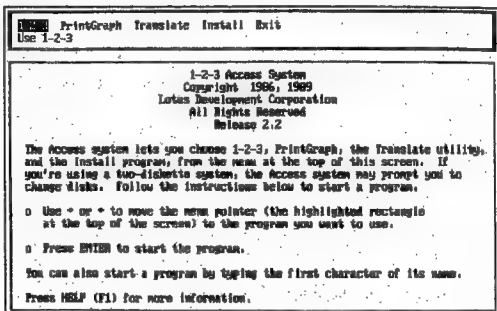 PrintGraph Translate Install Exit
Use 1-2-3
1-2-3 Access System
Copyright 1986, 1989
Lotus Development Corporation
All Rights Reserved
Release 2.2
The Access system lets you choose 1-2-3, PrintGraph, the Translate utility,
and the Install program, from the menu at the top of this screen. If
you're using a two-diskette system, the Access system may prompt you to
change disks. Follow the instructions below to start a program.
o Use or to move the menu pointer (the highlighted rectangle
at the top of the screen) to the program you want to use.
o Press ENTER to start the program.
You can also start a program by typing the first character of its name.
Press HELP (F1) for more information.